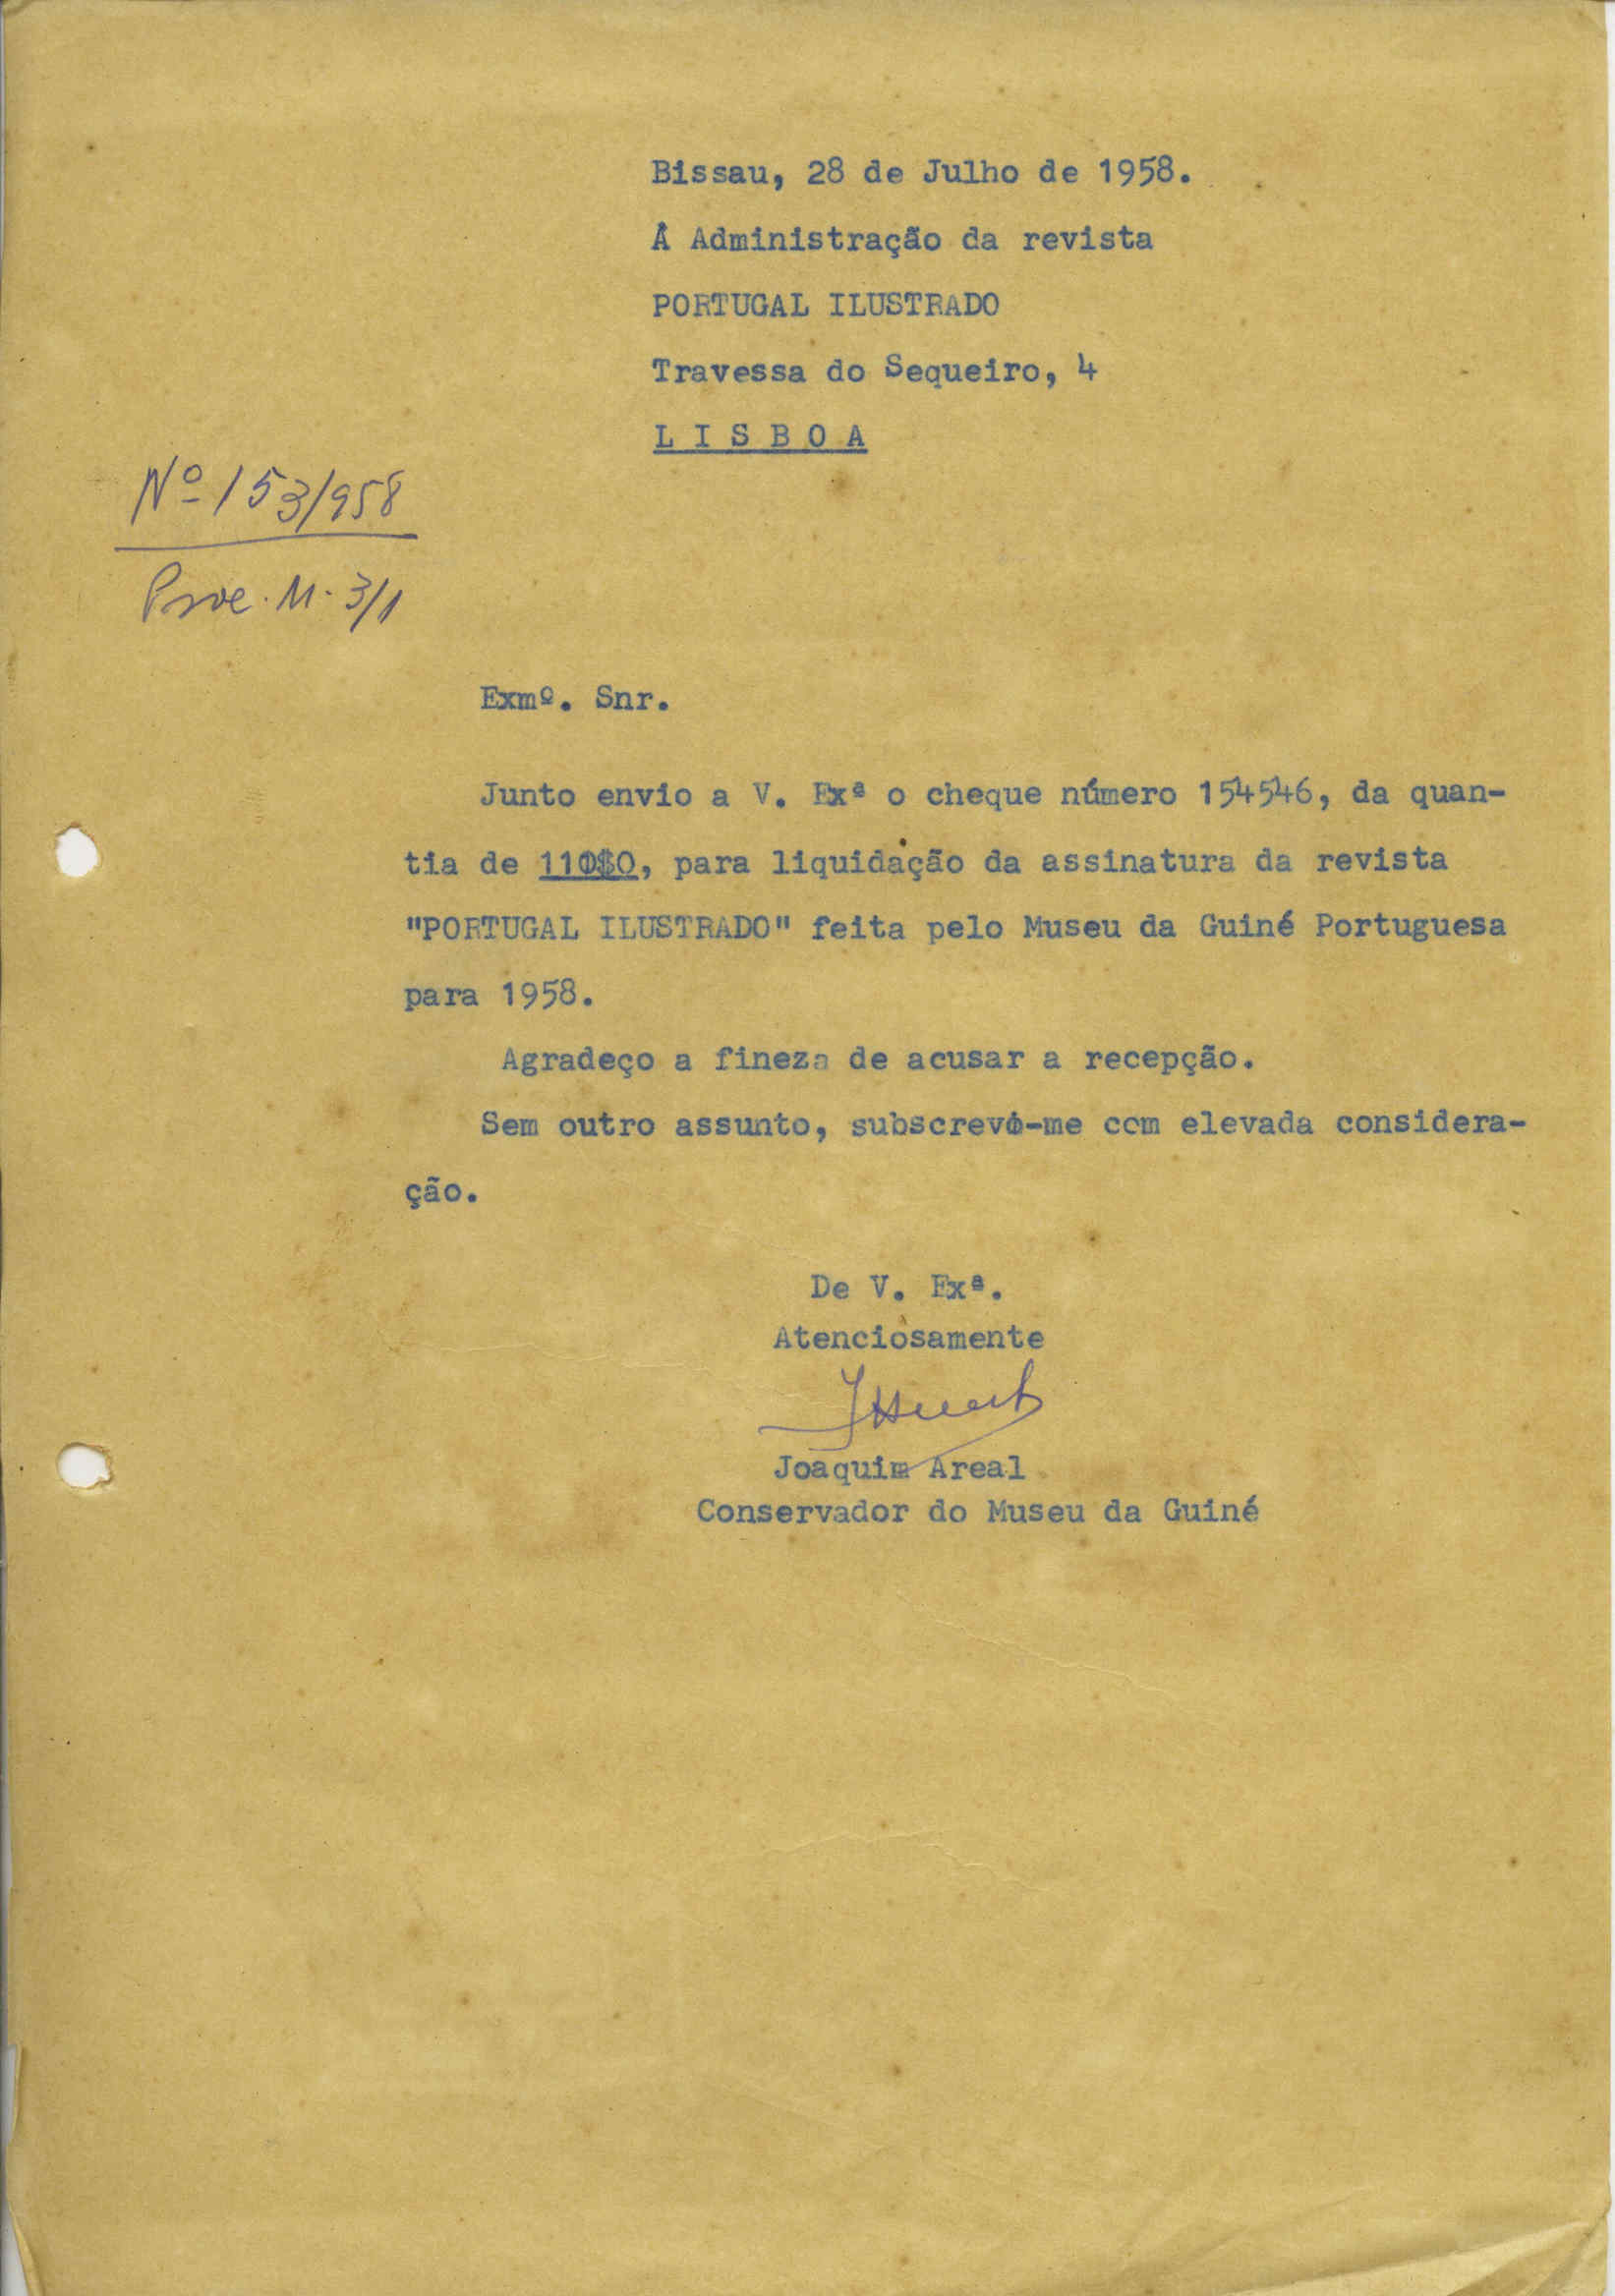 Bissau, 28 de Julho de 1958.
À Administração da revista
PORTUGAL ILUSTRADO
Travessa do Sequeiro, 4
L I S B O A
Nº 153/958
Proc. M. 3/1
Exmº. Snr.
Junto envio a V. Exª o cheque número 154546, da quan-
tia de 110$0, para liquidação da assinatura da revista
"PORTUGAL ILUSTRADO" feita pelo Museu da Guiné Portuguesa
para 1958.
Agradeço a fineza de acusar a recepção.
Sem outro assunto, subscrevo-me com elevada considera-
ção.
De V. Exª.
Atenciosamente
Joaquim Areal
Conservador do Museu da Guiné